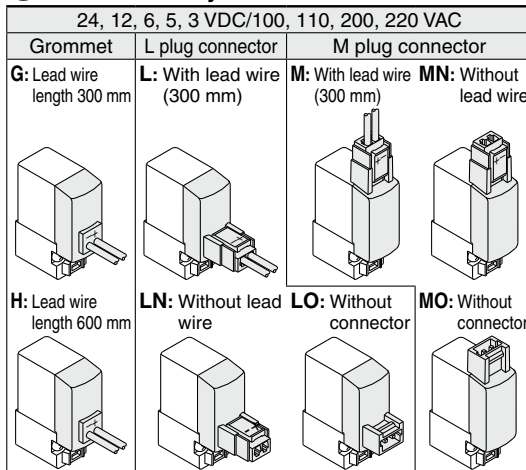 24, 12, 6, 5, 3 VDC/100, 110, 200, 220 VAC
Grommet
L plug connector
M plug connector
G: Lead wire
length 300 mm
L: With lead wire
(300 mm)
M: With lead wire
(300 mm)
MN: Without
lead wire
H: Lead wire
length 600 mm
LN: Without lead
wire
LO: Without
connector
MO: Without
connector